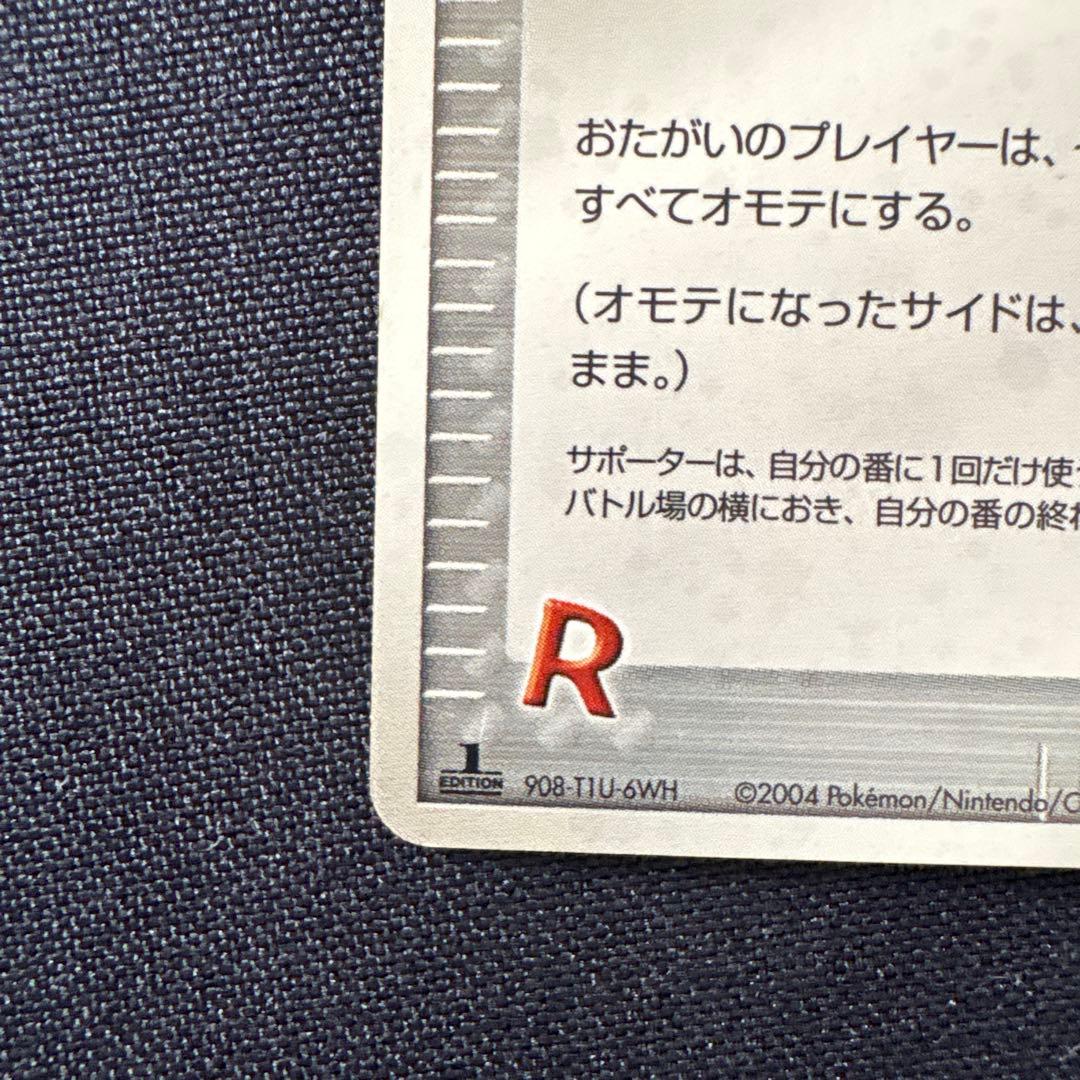 おたがいのプレイヤーは、
すべてオモテにする。
（オモテになったサイドは、
まま。）
サポーターは、自分の番に1回だけ使
バトル場の横におき、自分の番の終
R
1
EDITION 908-T1U-6WH ©2004 Pokémon/Nintendo/